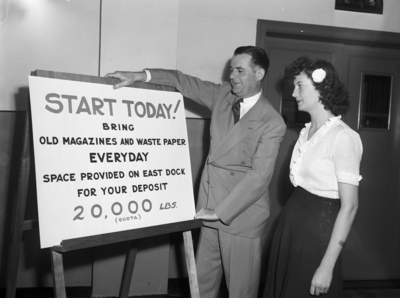 START TODAY!
BRING
OLD MAGAZINES AND WASTE PAPER
EVERYDAY
SPACE PROVIDED ON EAST DOCK
FOR YOUR DEPOSIT
20,000 LBS.
(QUOTA)